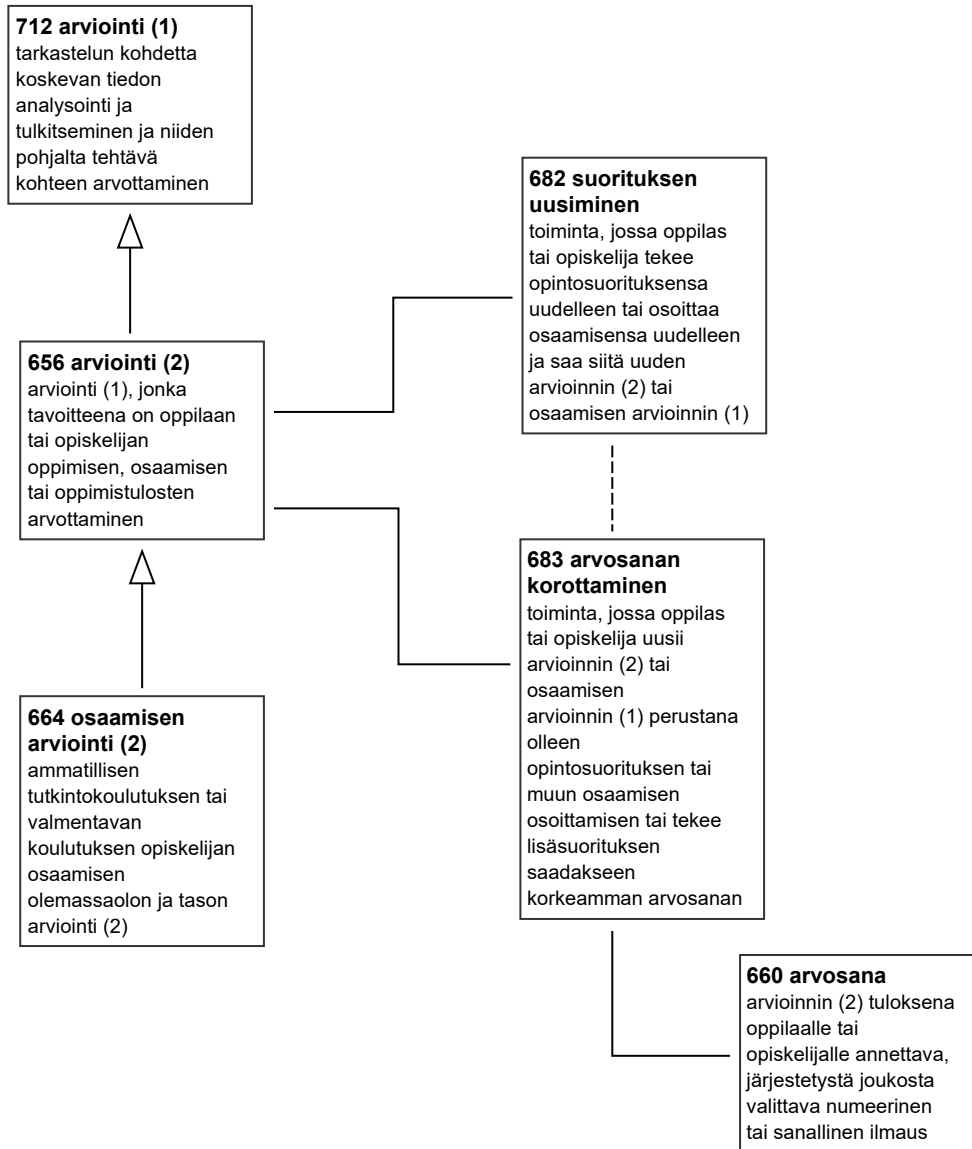 712 arviointi (1)
tarkastelun kohdetta
koskevan tiedon
analysointi ja
tulkitseminen ja niiden
pohjalta tehtävä
kohteen arvottaminen
682 suorituksen
uusiminen
toiminta, jossa oppilas
tai opiskelija tekee
opintosuorituksensa
uudelleen tai osoittaa
osaamisensa uudelleen
ja saa siitä uuden
arvioinnin (2) tai
osaamisen arvioinnin (1)
656 arviointi (2)
arviointi (1), jonka
tavoitteena on oppilaan
tai opiskelijan
oppimisen, osaamisen
tai oppimistulosten
arvottaminen
683 arvosanan
korottaminen
toiminta, jossa oppilas
tai opiskelija uusii
arvioinnin (2) tai
osaamisen
arvioinnin (1) perustana
olleen
opintosuorituksen tai
muun osaamisen
osoittamisen tai tekee
lisäsuorituksen
saadakseen
korkeamman arvosanan
664 osaamisen
arviointi (2)
ammatillisen
tutkintokoulutuksen tai
valmentavan
koulutuksen opiskelijan
osaamisen
olemassaolon ja tason
arviointi (2)
660 arvosana
arvioinnin (2) tuloksena
oppilaalle tai
opiskelijalle annettava,
järjestetystä joukosta
valittava numeerinen
tai sanallinen ilmaus